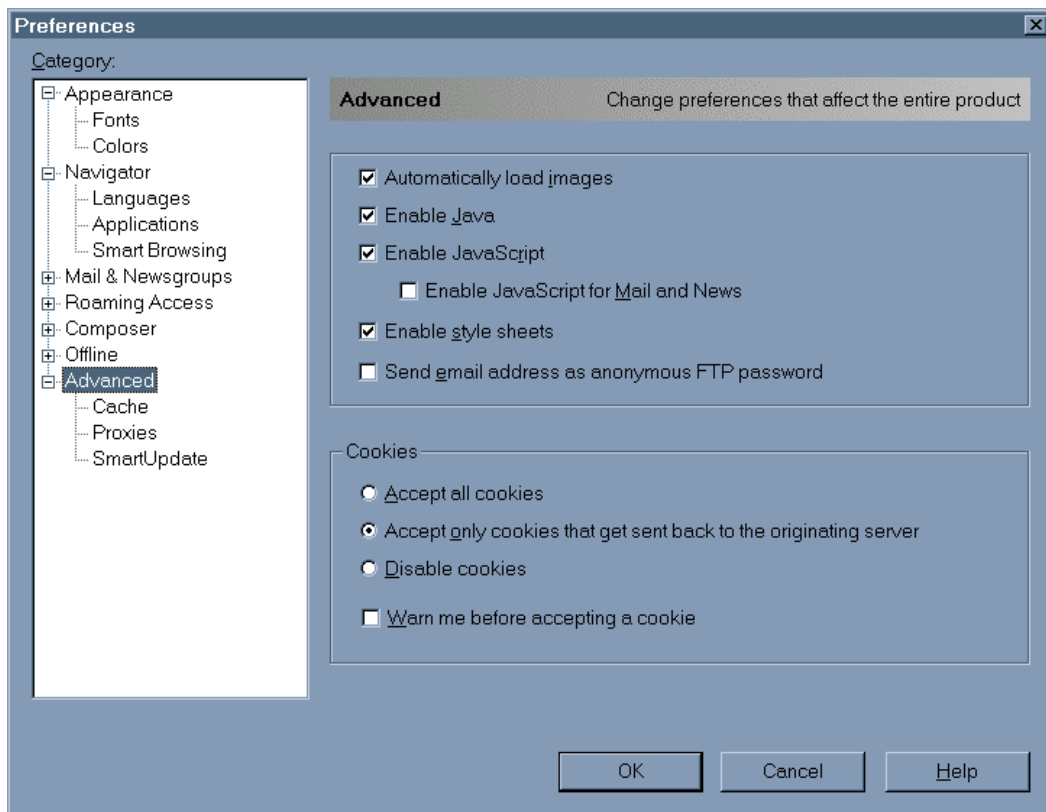 Preferences
Category:
Appearance
Fonts
Colors
Navigator
Languages
Applications
Smart Browsing
Mail & Newsgroups
Roaming Access
Composer
Offline
Advanced
Cache
Proxies
SmartUpdate
Advanced Change preferences that affect the entire product
Automatically load images
Enable Java
Enable JavaScript
Enable JavaScript for Mail and News
Enable style sheets
Send email address as anonymous FTP password
Cookies
Accept all cookies
Accept only cookies that get sent back to the originating server
Disable cookies
Warn me before accepting a cookie
OK Cancel Help